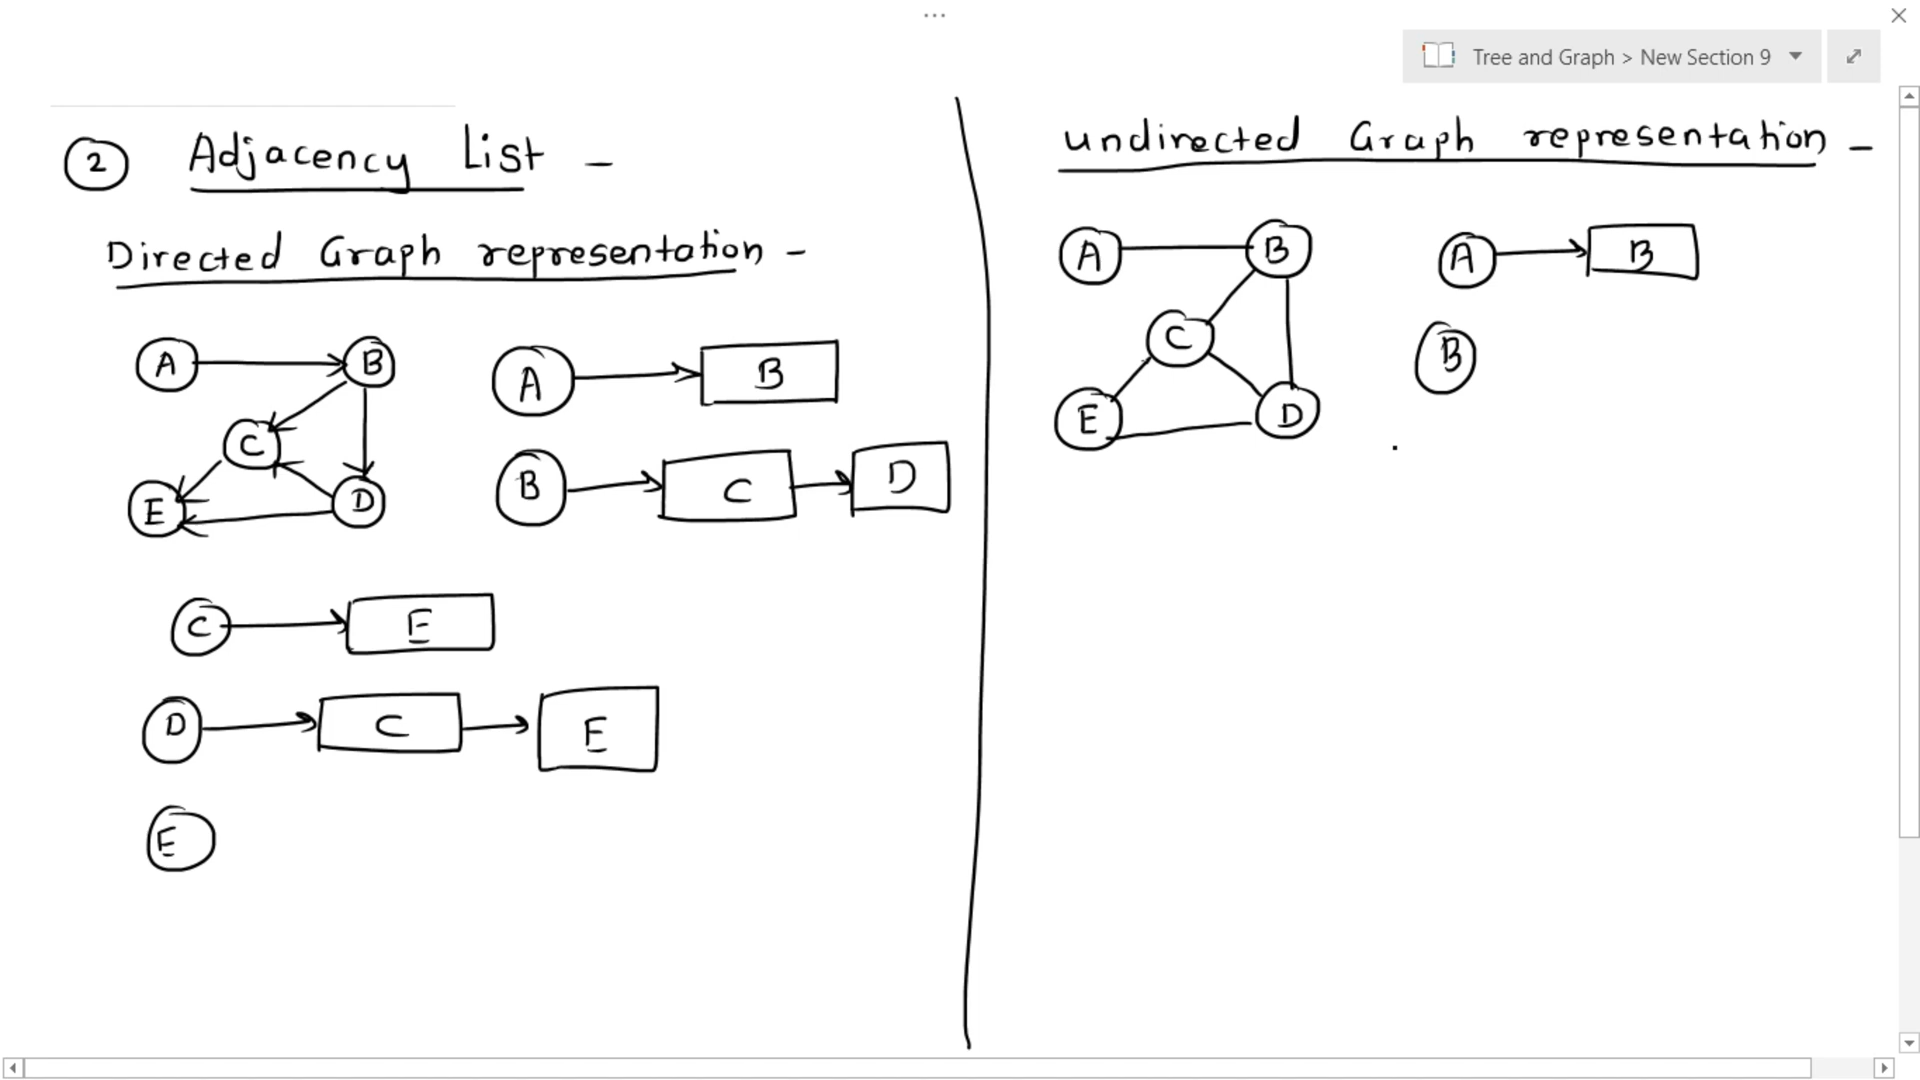 ...
Tree and Graph > New Section 9
② Adjacency List -
Directed Graph representation -
A B
C
E D
A → B
B → C → D
C → E
D → C → E
E
undirected Graph representation -
A B
C
E D
A → B
B